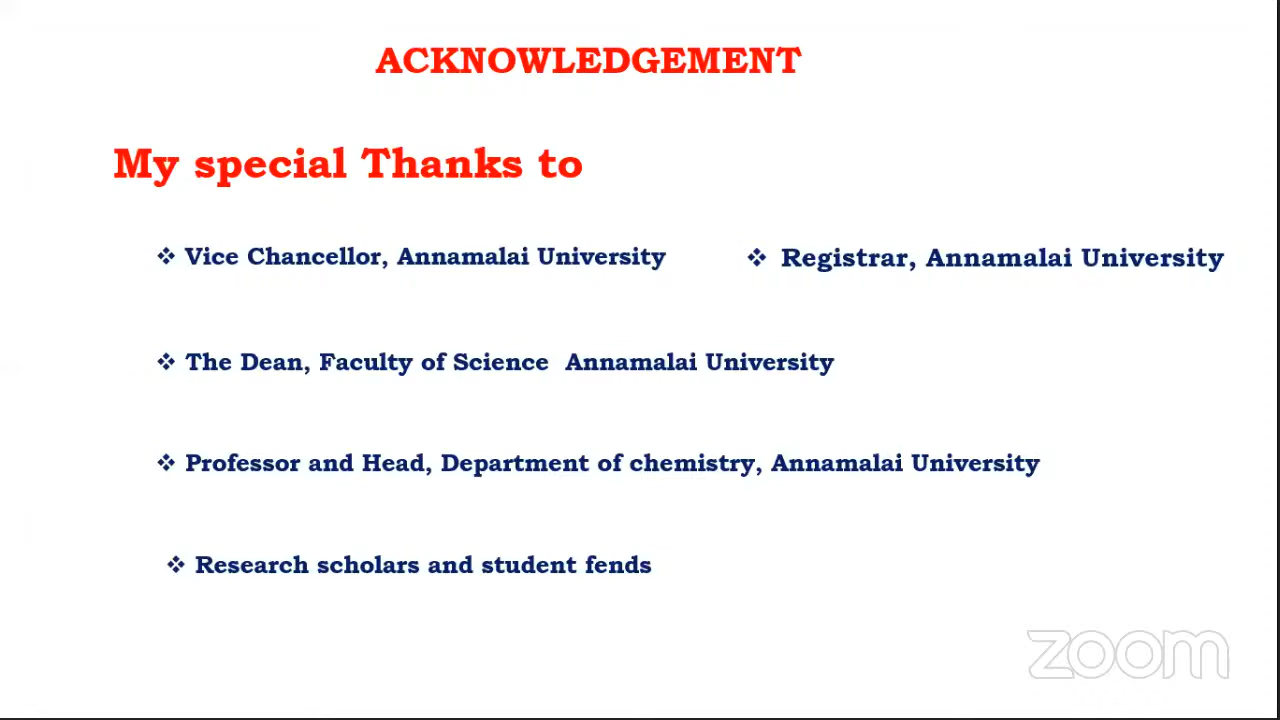 ACKNOWLEDGEMENT
My special Thanks to
❖ Vice Chancellor, Annamalai University
❖ Registrar, Annamalai University
❖ The Dean, Faculty of Science Annamalai University
❖ Professor and Head, Department of chemistry, Annamalai University
❖ Research scholars and student fends
zoom